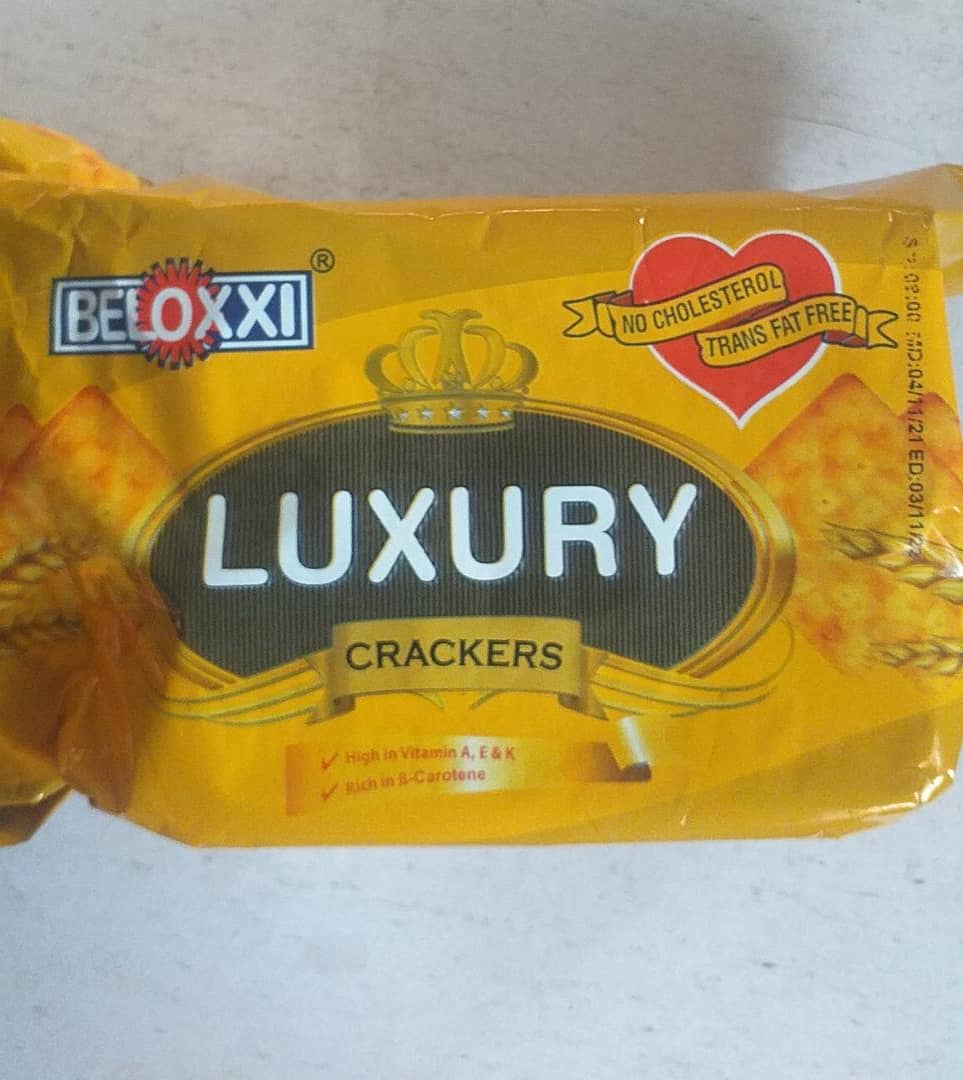 BELOXXI®
NO CHOLESTEROL
TRANS FAT FREE
LUXURY
CRACKERS
High in Vitamin A, E & K
Rich in ß-Carotene
MD:04/11/21 ED:03/11/22